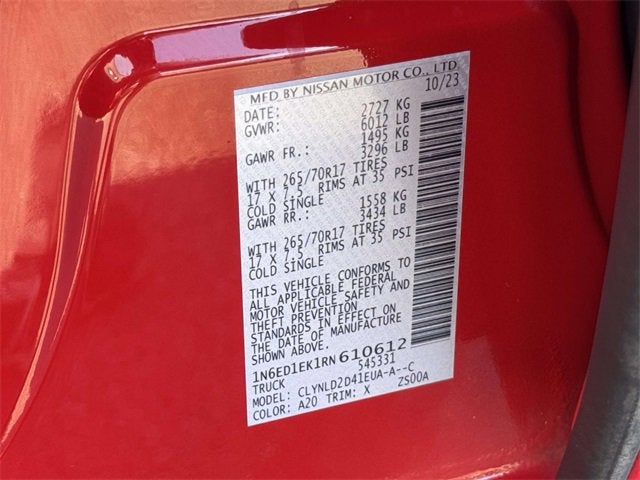 MFD BY NISSAN MOTOR CO., LTD
DATE: 10/23
GVWR: 2727 KG
6012 LB
GAWR FR.: 1495 KG
3296 LB
WITH 265/70R17 TIRES
17 X 7.5 RIMS AT 35 PSI
COLD SINGLE
GAWR RR.: 1558 KG
3434 LB
WITH 265/70R17 TIRES
17 X 7.5 RIMS AT 35 PSI
COLD SINGLE
THIS VEHICLE CONFORMS TO
ALL APPLICABLE FEDERAL
MOTOR VEHICLE SAFETY AND
THEFT PREVENTION
STANDARDS IN EFFECT ON
THE DATE OF MANUFACTURE
SHOWN ABOVE.
1N6ED1EK1RN610612
TRUCK 545331
MODEL: CLYNLD2D41EUA-A--C
COLOR: A20 TRIM: X ZS00A